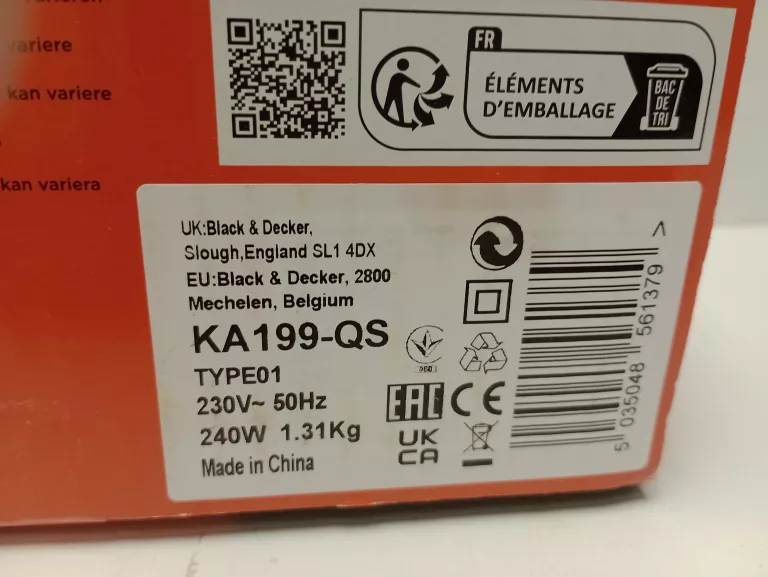 variere
kan variere
kan variera
FR
ÉLÉMENTS
D'EMBALLAGE
BAC
DE
TRI
UK:Black & Decker,
Slough,England SL1 4DX
EU:Black & Decker, 2800
Mechelen, Belgium
KA199-QS
TYPE01
230V~ 50Hz
240W 1.31Kg
Made in China
EAC
CE
UK
CA
5 035048 561379 >